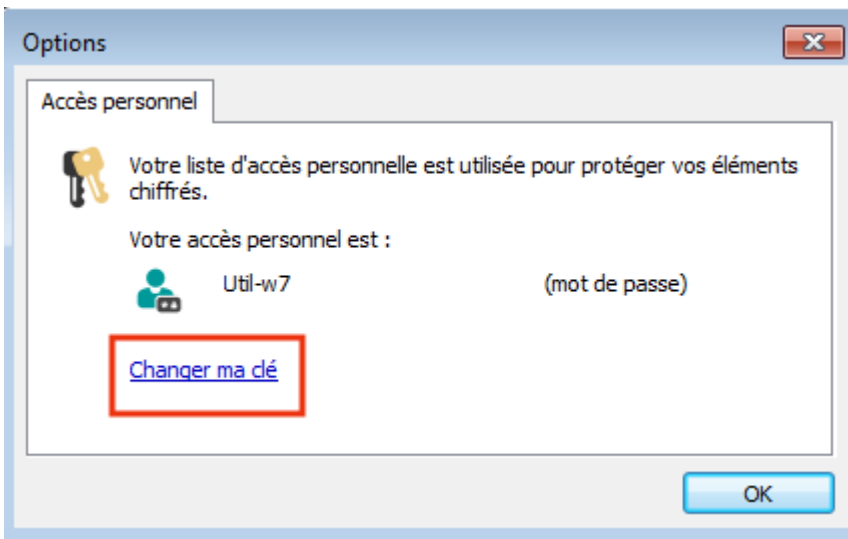 Options
Accès personnel
Votre liste d'accès personnelle est utilisée pour protéger vos éléments
chiffrés.
Votre accès personnel est :
Util-w7 (mot de passe)
Changer ma clé
OK